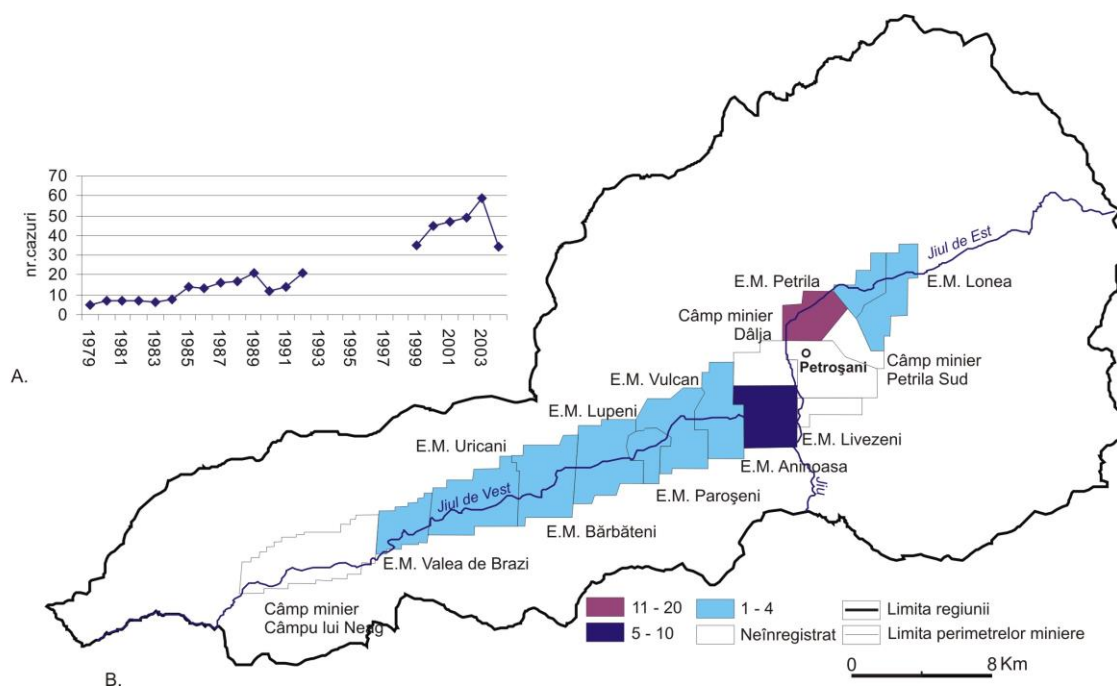 70
60
50
40
30
20
10
0
nr.cazuri
1979
1981
1983
1985
1987
1989
1991
1993
1995
1997
1999
2001
2003
A.
Jiul de Est
E.M. Petrila
E.M. Lonea
Câmp minier
Dâlja
Petroşani
Câmp minier
Petrila Sud
E.M. Vulcan
E.M. Lupeni
E.M. Livezeni
E.M. Uricani
E.M. Aninoasa
Jiul de Vest
Jiu
E.M. Paroşeni
E.M. Bărbăteni
E.M. Valea de Brazi
Câmp minier
Câmpu lui Neag
11 - 20
1 - 4
Limita regiunii
5 - 10
Neînregistrat
Limita perimetrelor miniere
0 8 Km
B.